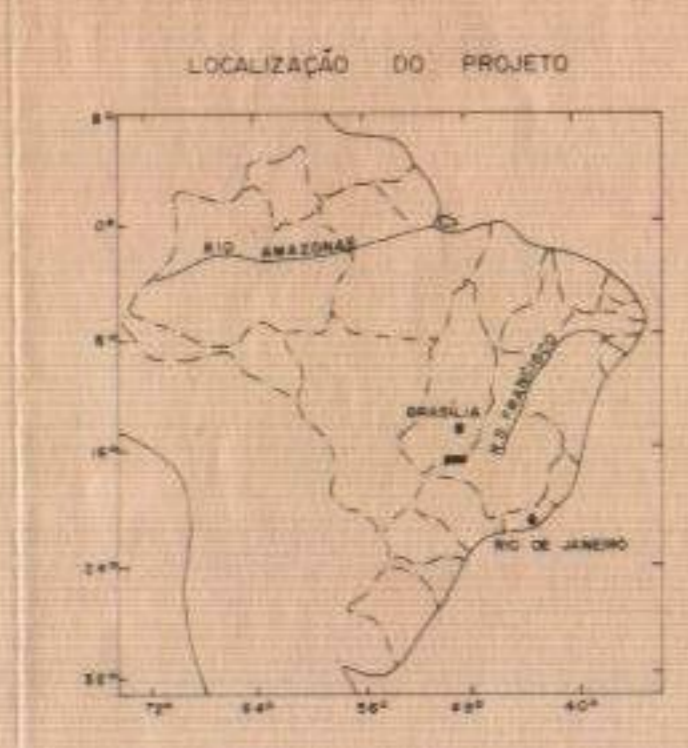 LOCALIZAÇÃO DO PROJETO
8°
0°
RIO AMAZONAS
8°
R.S. FRANCISCO
BRASÍLIA
16°
RIO DE JANEIRO
24°
32°
72° 64° 56° 48° 40°